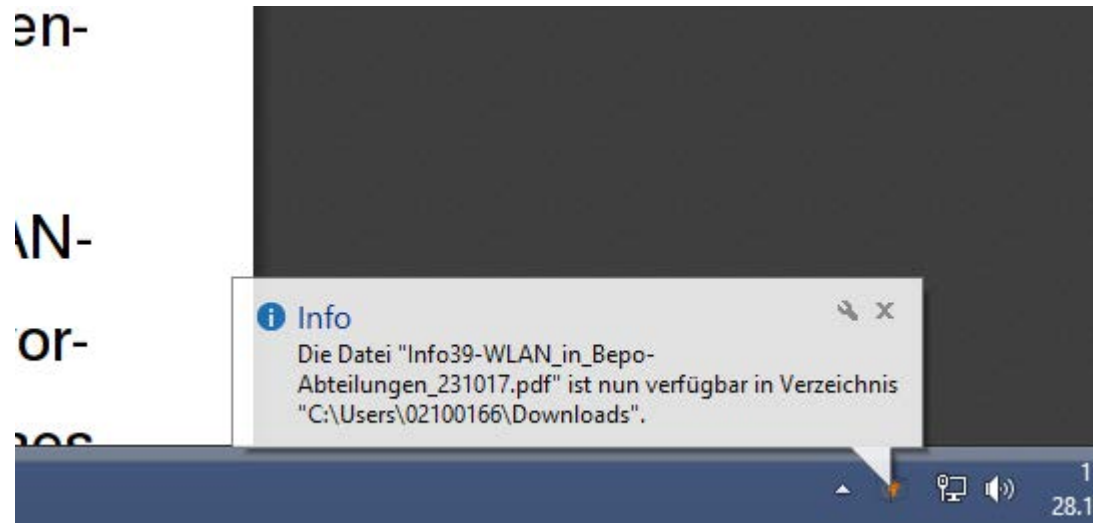 en-
AN-
or-
Info
Die Datei "Info39-WLAN_in_Bepo-
Abteilungen_231017.pdf" ist nun verfügbar in Verzeichnis
"C:\Users\02100166\Downloads".
1
28.1